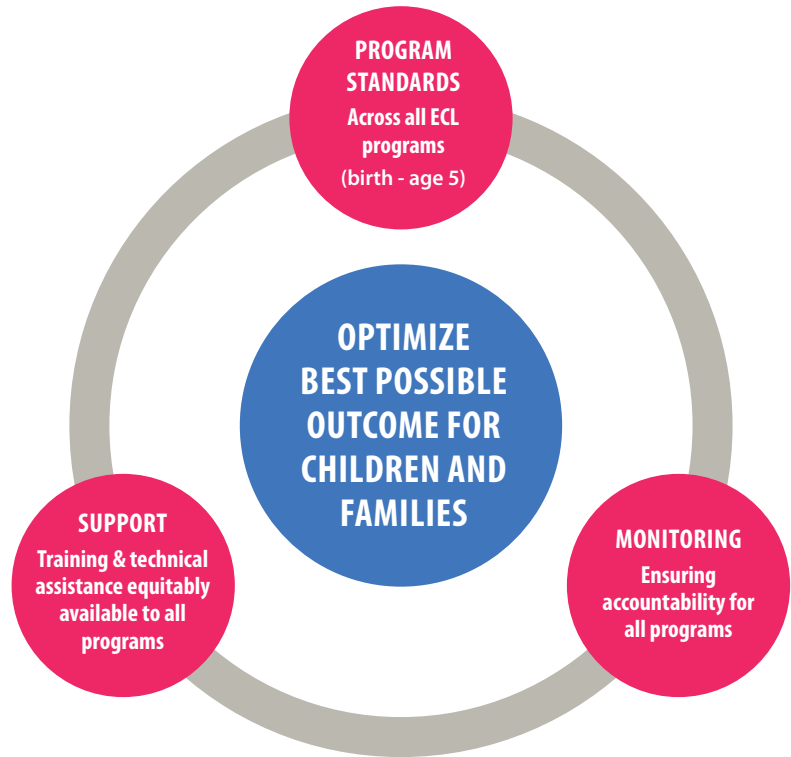 PROGRAM
STANDARDS
Across all ECL
programs
(birth - age 5)
OPTIMIZE
BEST POSSIBLE
OUTCOME FOR
CHILDREN AND
FAMILIES
SUPPORT
Training & technical
assistance equitably
available to all
programs
MONITORING
Ensuring
accountability for
all programs